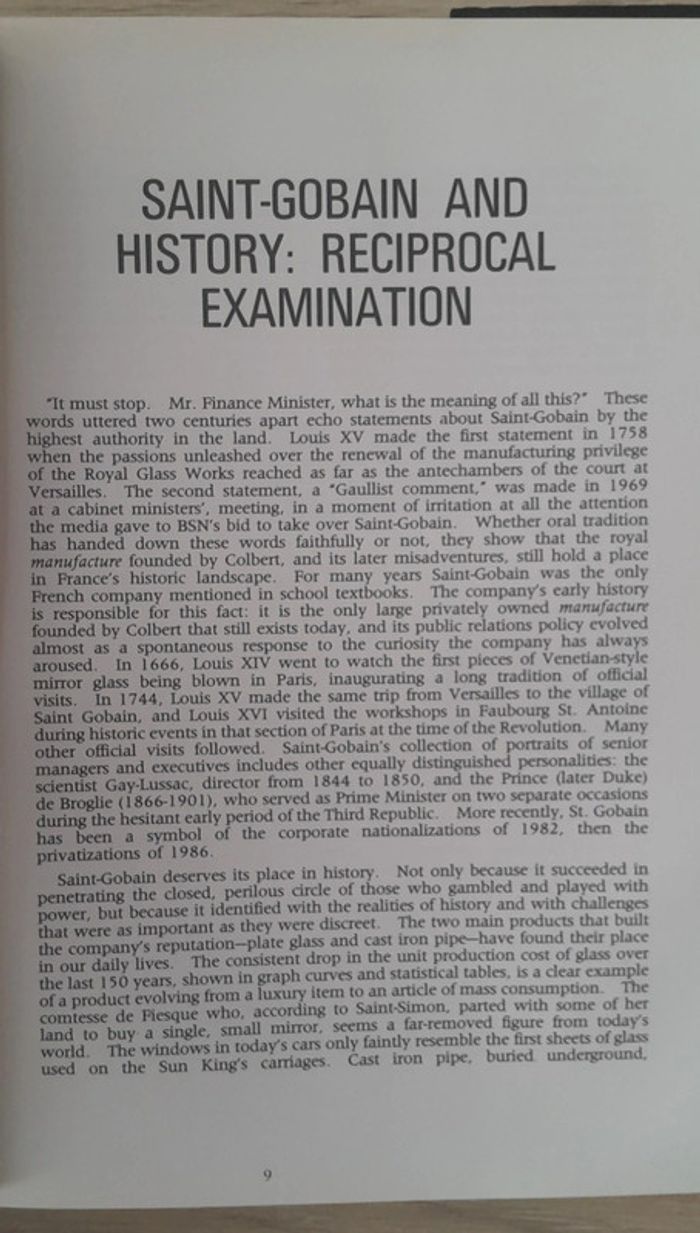 SAINT-GOBAIN AND
HISTORY: RECIPROCAL
EXAMINATION
"It must stop. Mr. Finance Minister, what is the meaning of all this?" These
words uttered two centuries apart echo statements about Saint-Gobain by the
highest authority in the land. Louis XV made the first statement in 1758
when the passions unleashed over the renewal of the manufacturing privilege
of the Royal Glass Works reached as far as the antechambers of the court at
Versailles. The second statement, a "Gaullist comment," was made in 1969
at a cabinet ministers', meeting, in a moment of irritation at all the attention
the media gave to BSN's bid to take over Saint-Gobain. Whether oral tradition
has handed down these words faithfully or not, they show that the royal
manufacture founded by Colbert, and its later misadventures, still hold a place
in France's historic landscape. For many years Saint-Gobain was the only
French company mentioned in school textbooks. The company's early history
is responsible for this fact: it is the only large privately owned manufacture
founded by Colbert that still exists today, and its public relations policy evolved
almost as a spontaneous response to the curiosity the company has always
aroused. In 1666, Louis XIV went to watch the first pieces of Venetian-style
mirror glass being blown in Paris, inaugurating a long tradition of official
visits. In 1744, Louis XV made the same trip from Versailles to the village of
Saint Gobain, and Louis XVI visited the workshops in Faubourg St. Antoine
during historic events in that section of Paris at the time of the Revolution. Many
other official visits followed. Saint-Gobain's collection of portraits of senior
managers and executives includes other equally distinguished personalities: the
scientist Gay-Lussac, director from 1844 to 1850, and the Prince (later Duke)
de Broglie (1866-1901), who served as Prime Minister on two separate occasions
during the hesitant early period of the Third Republic. More recently, St. Gobain
has been a symbol of the corporate nationalizations of 1982, then the
privatizations of 1986.
Saint-Gobain deserves its place in history. Not only because it succeeded in
penetrating the closed, perilous circle of those who gambled and played with
power, but because it identified with the realities of history and with challenges
that were as important as they were discreet. The two main products that built
the company's reputation—plate glass and cast iron pipe—have found their place
in our daily lives. The consistent drop in the unit production cost of glass over
the last 150 years, shown in graph curves and statistical tables, is a clear example
of a product evolving from a luxury item to an article of mass consumption. The
comtesse de Fiesque who, according to Saint-Simon, parted with some of her
land to buy a single, small mirror, seems a far-removed figure from today's
world. The windows in today's cars only faintly resemble the first sheets of glass
used on the Sun King's carriages. Cast iron pipe, buried underground,
9